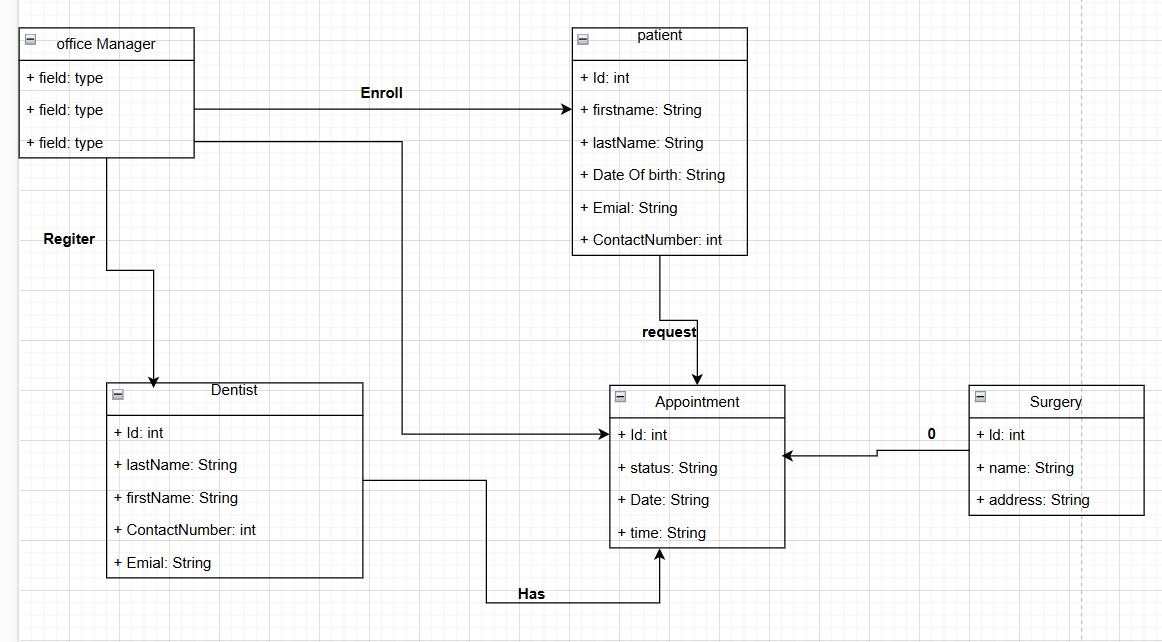 office Manager
+ field: type
+ field: type
+ field: type
Enroll
patient
+ Id: int
+ firstname: String
+ lastName: String
+ Date Of birth: String
+ Emial: String
+ ContactNumber: int
Regiter
request
Dentist
+ Id: int
+ lastName: String
+ firstName: String
+ ContactNumber: int
+ Emial: String
Has
Appointment
+ Id: int
+ status: String
+ Date: String
+ time: String
0
Surgery
+ Id: int
+ name: String
+ address: String